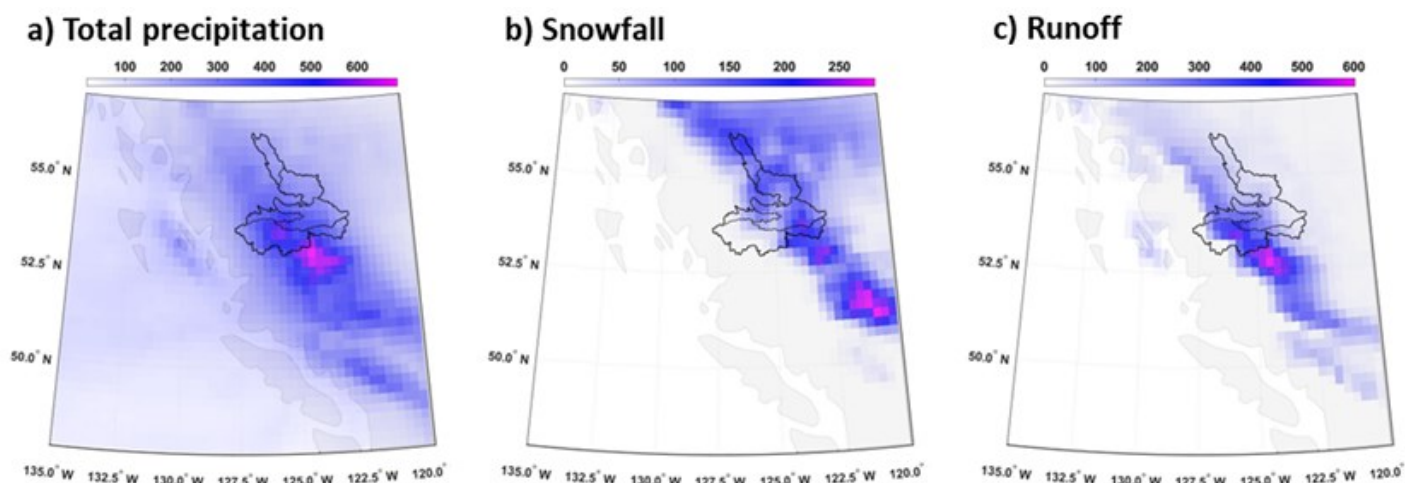 a) Total precipitation
b) Snowfall
c) Runoff
100 200 300 400 500 600
0 50 100 150 200 250
0 100 200 300 400 500 600
55.0° N
52.5° N
50.0° N
135.0° W 132.5° W 130.0° W 127.5° W 125.0° W 122.5° W 120.0°
55.0° N
52.5° N
50.0° N
135.0° W 132.5° W 130.0° W 127.5° W 125.0° W 122.5° W 120.0°
55.0° N
52.5° N
50.0° N
135.0° W 132.5° W 130.0° W 127.5° W 125.0° W 122.5° W 120.0°